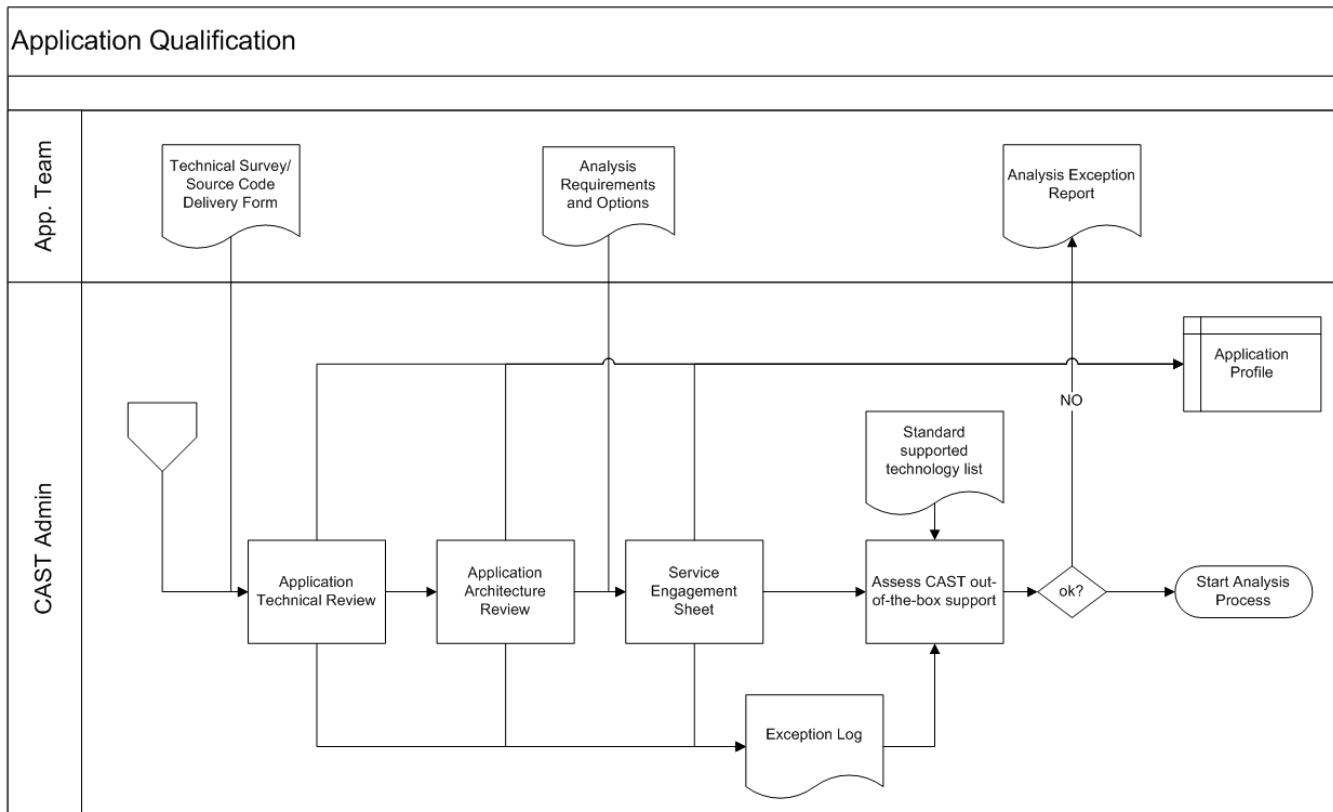 Application Qualification
App. Team
Technical Survey/
Source Code
Delivery Form
Analysis
Requirements
and Options
Analysis Exception
Report
CAST Admin
Application
Profile
NO
Standard
supported
technology list
Application
Technical Review
Application
Architecture
Review
Service
Engagement
Sheet
Assess CAST out-
of-the-box support
ok?
Start Analysis
Process
Exception Log